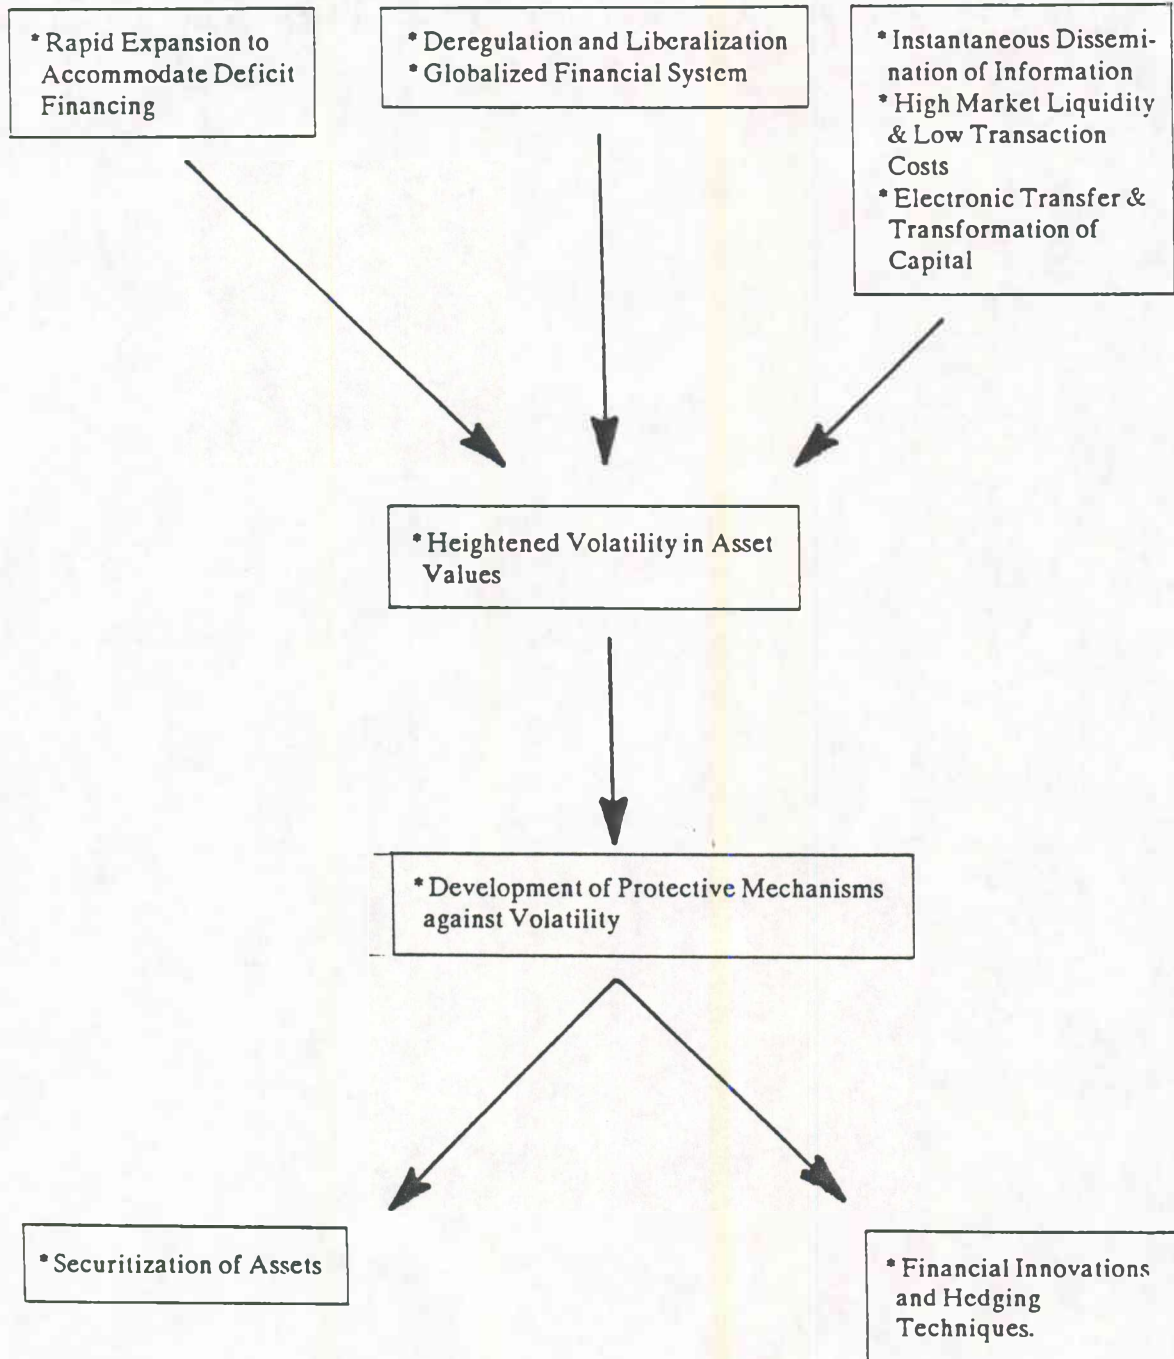 * Rapid Expansion to
Accommodate Deficit
Financing
* Deregulation and Liberalization
* Globalized Financial System
* Instantaneous Dissemi-
nation of Information
* High Market Liquidity
& Low Transaction
Costs
* Electronic Transfer &
Transformation of
Capital
* Heightened Volatility in Asset
Values
* Development of Protective Mechanisms
against Volatility
* Securitization of Assets
* Financial Innovations
and Hedging
Techniques.